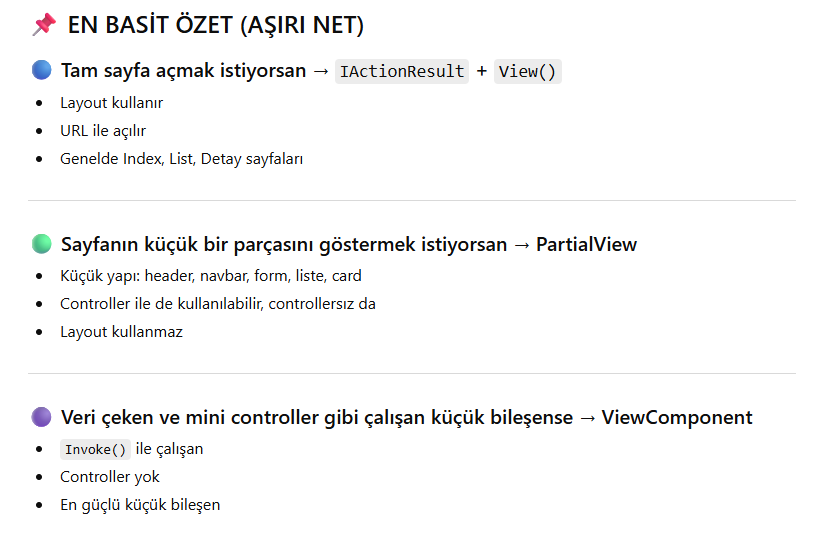 📌 EN BASİT ÖZET (AŞIRI NET)
🔵 Tam sayfa açmak istiyorsan → IActionResult + View()
• Layout kullanır
• URL ile açılır
• Genelde Index, List, Detay sayfaları
🟢 Sayfanın küçük bir parçasını göstermek istiyorsan → PartialView
• Küçük yapı: header, navbar, form, liste, card
• Controller ile de kullanılabilir, controllersız da
• Layout kullanmaz
🟣 Veri çeken ve mini controller gibi çalışan küçük bileşense → ViewComponent
• Invoke() ile çalışan
• Controller yok
• En güçlü küçük bileşen